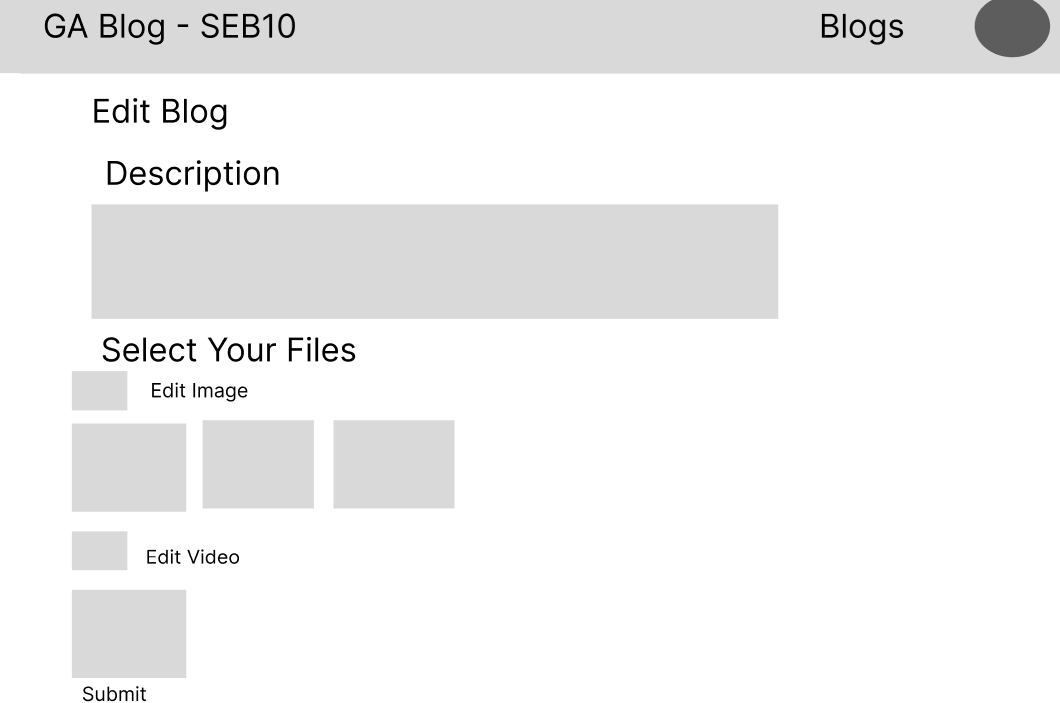 GA Blog - SEB10
Blogs
Edit Blog
Description
Select Your Files
Edit Image
Edit Video
Submit